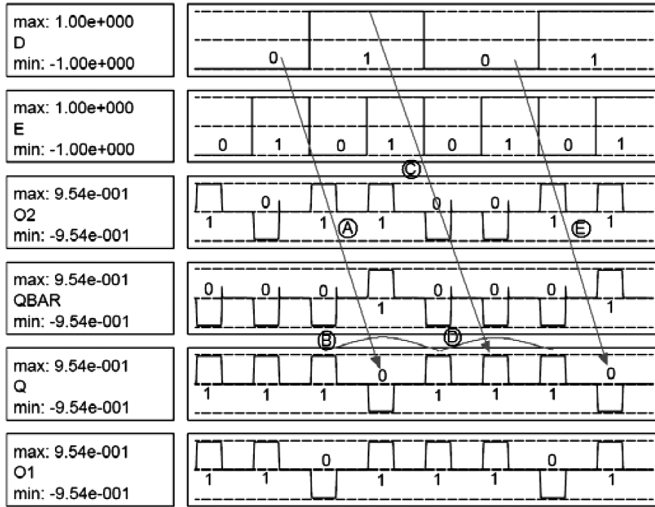 max: 1.00e+000
D
min: -1.00e+000
0 1 0 1
max: 1.00e+000
E
min: -1.00e+000
0 1 0 1 0 1 0 1
C
max: 9.54e-001
O2
min: -9.54e-001
0 0 0
1 1 A 1 E 1 1
max: 9.54e-001
QBAR
min: -9.54e-001
0 0 0 0 0 0
1 1
B D
max: 9.54e-001
Q
min: -9.54e-001
0 0
1 1 1 1 1 1
max: 9.54e-001
O1
min: -9.54e-001
0 0
1 1 1 1 1 1